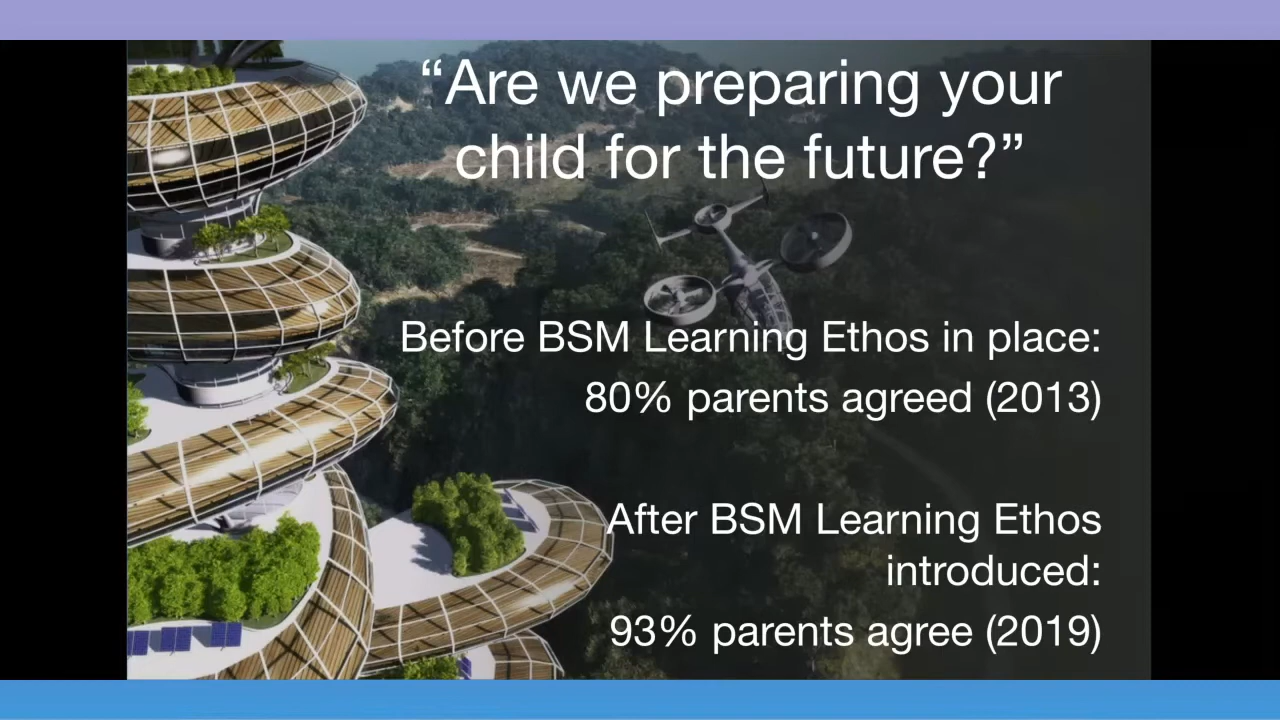 “Are we preparing your
child for the future?”
Before BSM Learning Ethos in place:
80% parents agreed (2013)
After BSM Learning Ethos
introduced:
93% parents agree (2019)